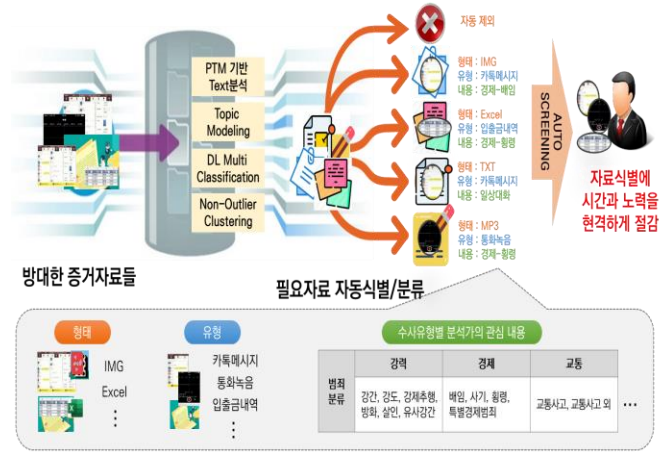 PTM 기반
Text분석
Topic
Modeling
DL Multi
Classification
Non-Outlier
Clustering
자동 제외
형태 : IMG
유형 : 카톡메시지
내용 : 경제-배임
형태 : Excel
유형 : 입출금내역
내용 : 경제-횡령
형태 : TXT
유형 : 카톡메시지
내용 : 일상대화
형태 : MP3
유형 : 통화녹음
내용 : 경제-횡령
AUTO
SCREENING
자료식별에
시간과 노력을
현격하게 절감
방대한 증거자료들
필요자료 자동식별/분류
형태
IMG
Excel
유형
카톡메시지
통화녹음
입출금내역
수사유형별 분석가의 관심 내용
강력 경제 교통
범죄
분류
강간, 강도, 강제추행,
방화, 살인, 유사강간
배임, 사기, 횡령,
특별경제범죄
교통사고, 교통사고 외
...